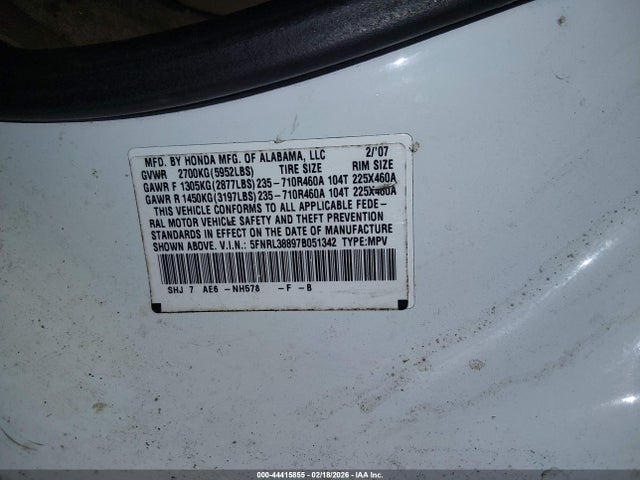 MFD. BY HONDA MFG. OF ALABAMA, LLC 2/'07
GVWR 2700KG(5952LBS) TIRE SIZE RIM SIZE
GAWR F 1305KG(2877LBS) 235-710R460A 104T 225X460A
GAWR R 1450KG(3197LBS) 235-710R460A 104T 225X460A
THIS VEHICLE CONFORMS TO ALL APPLICABLE FEDE-
RAL MOTOR VEHICLE SAFETY AND THEFT PREVENTION
STANDARDS IN EFFECT ON THE DATE OF MANUFACTURE
SHOWN ABOVE. V.I.N.: 5FNRL38897B051342 TYPE:MPV
SHJ 7 AE6 -NH578 -F -B
000-44415855 - 02/18/2026 - IAA Inc.